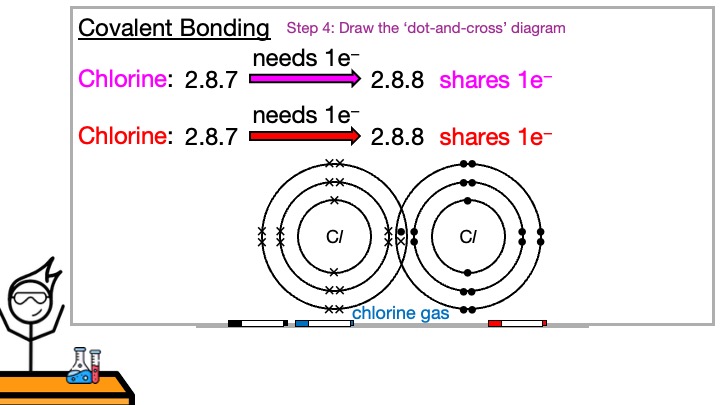 Covalent Bonding Step 4: Draw the ‘dot-and-cross’ diagram
needs 1e⁻
Chlorine: 2.8.7 2.8.8 shares 1e⁻
needs 1e⁻
Chlorine: 2.8.7 2.8.8 shares 1e⁻
Cl Cl
chlorine gas